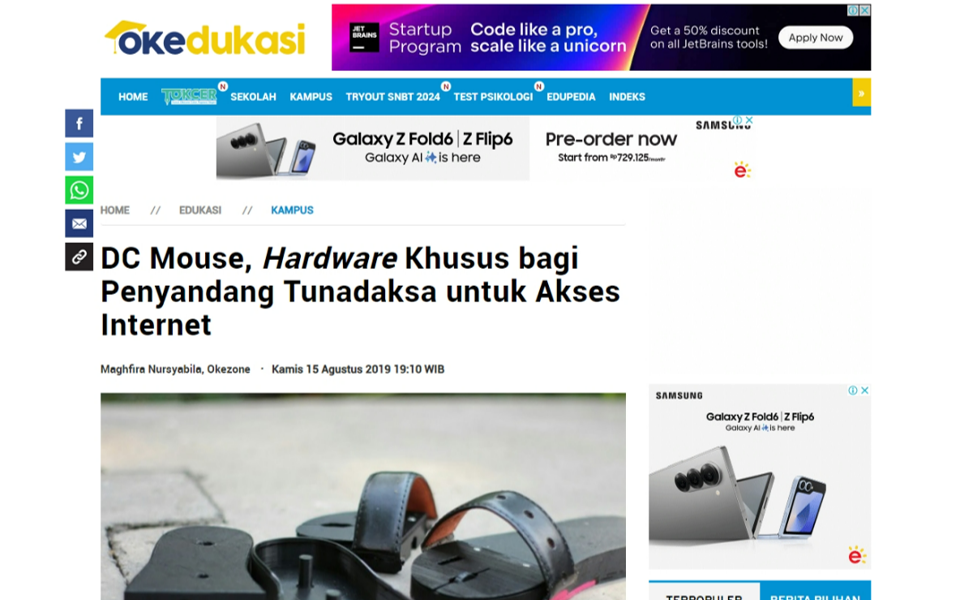 okedukasi
JET BRAINS
Startup Program
Code like a pro, scale like a unicorn
Get a 50% discount on all JetBrains tools!
Apply Now
HOME TOKCER N SEKOLAH KAMPUS TRYOUT SNBT 2024 N TEST PSIKOLOGI N EDUPEDIA INDEKS »
Galaxy Z Fold6 | Z Flip6
Galaxy AI is here
Pre-order now
Start from Rp729.125/month
SAMSUNG
e
HOME // EDUKASI // KAMPUS
DC Mouse, Hardware Khusus bagi
Penyandang Tunadaksa untuk Akses
Internet
Maghfira Nursyabila, Okezone · Kamis 15 Agustus 2019 19:10 WIB
SAMSUNG
Galaxy Z Fold6 | Z Flip6
Galaxy AI is here
e
TERPOPULER BERITA PILIHAN